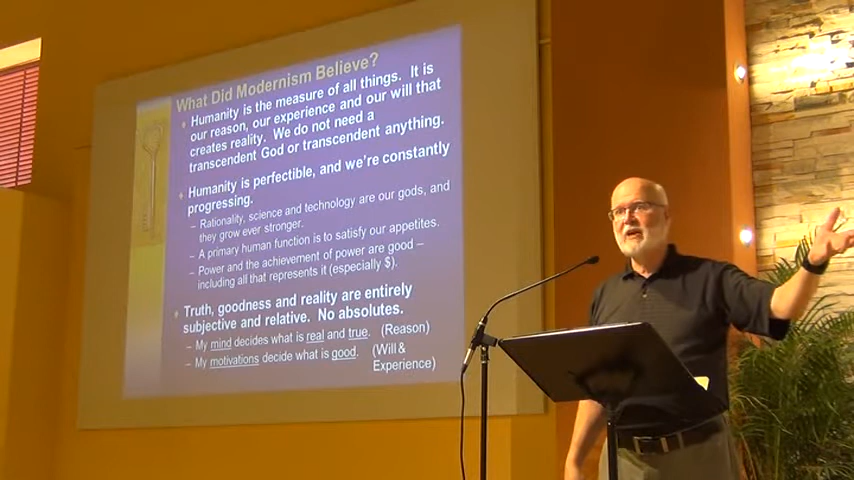 What Did Modernism Believe?
Humanity is the measure of all things. It is
our reason, our experience and our will that
creates reality. We do not need a
transcendent God or transcendent anything.
Humanity is perfectible, and we're constantly
progressing.
– Rationality, science and technology are our gods, and
they grow ever stronger.
– A primary human function is to satisfy our appetites.
– Power and the achievement of power are good –
including all that represents it (especially $).
Truth, goodness and reality are entirely
subjective and relative. No absolutes.
– My mind decides what is real and true. (Reason)
– My motivations decide what is good. (Will &
Experience)